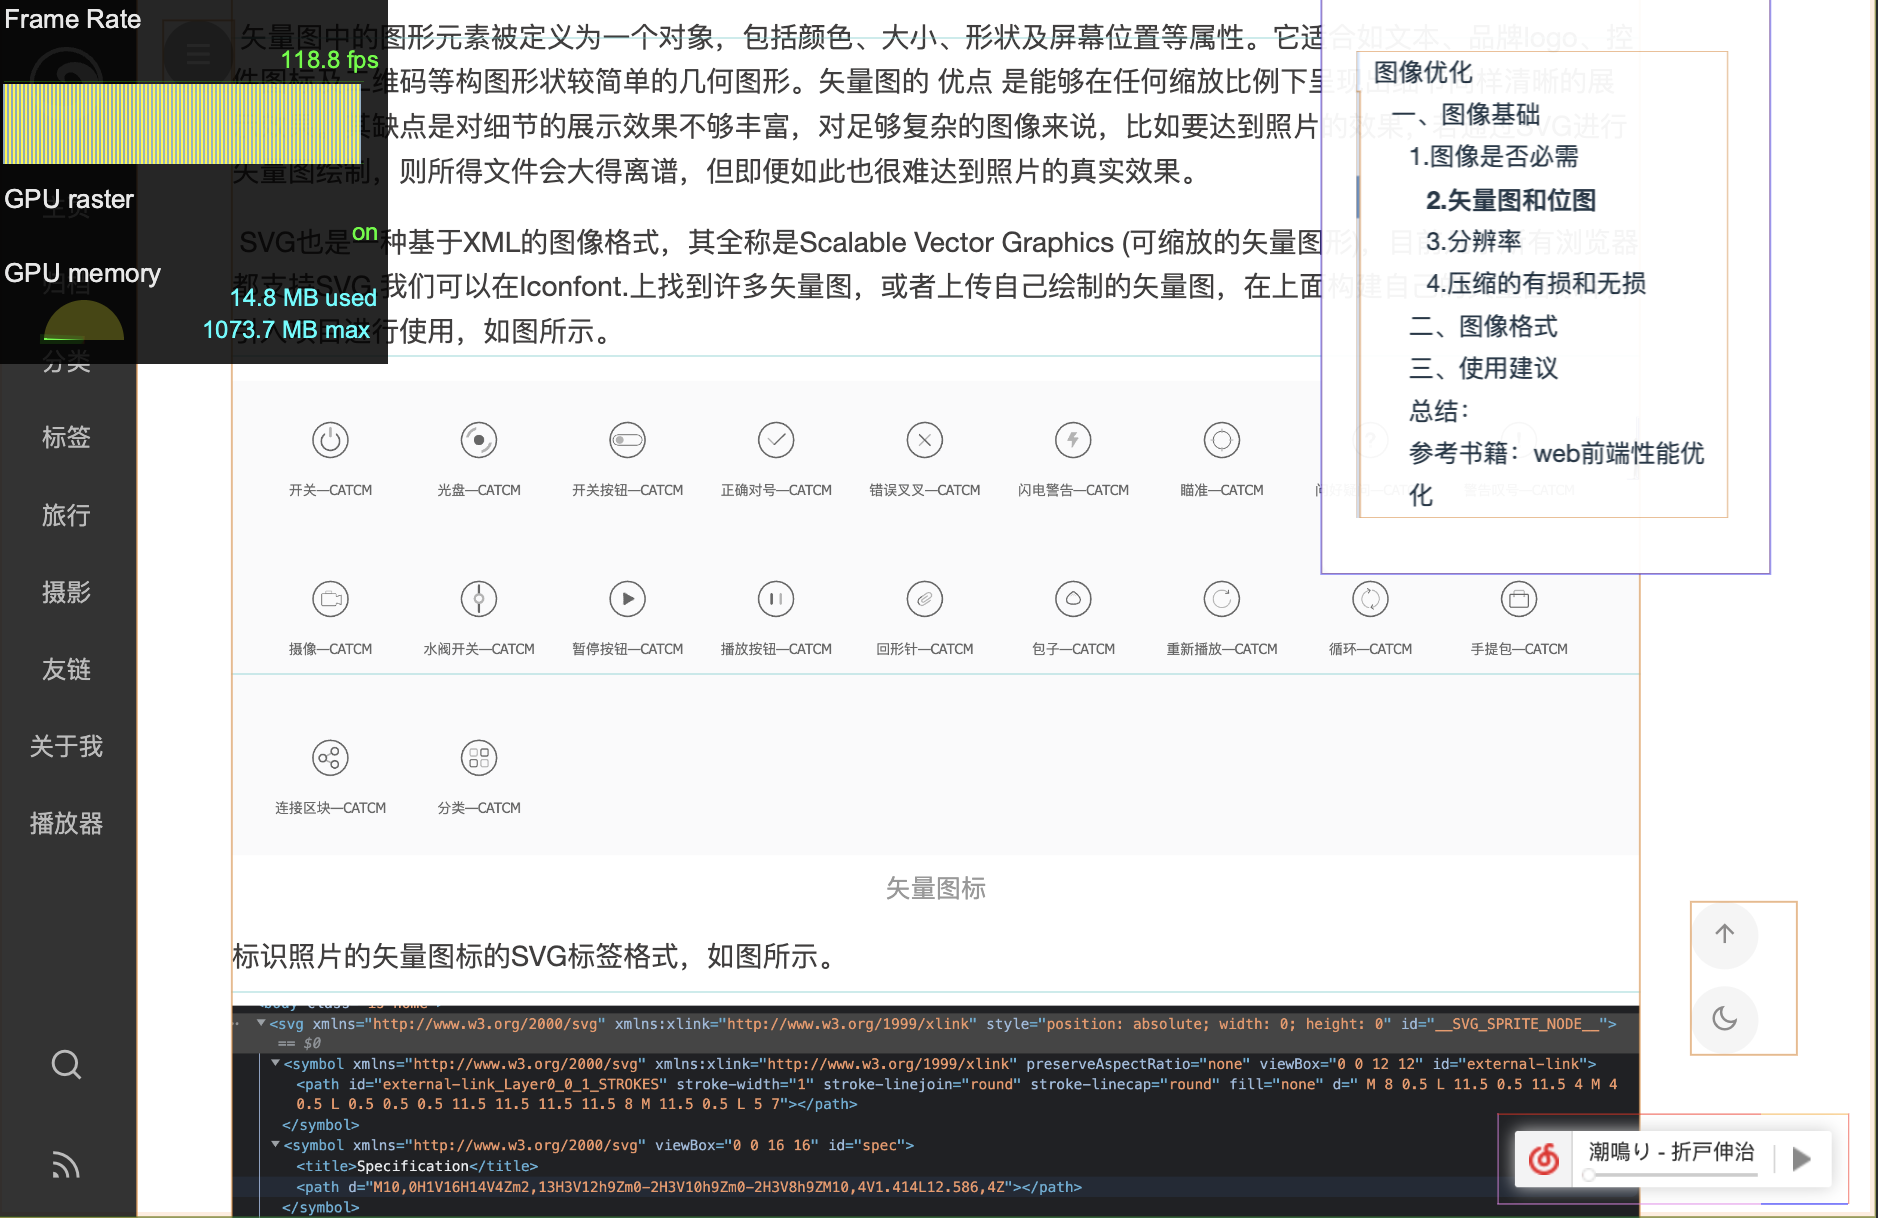 Frame Rate
118.8 fps
GPU raster
on
GPU memory
14.8 MB used
1073.7 MB max
主页
归档
分类
标签
旅行
摄影
友链
关于我
播放器
矢量图中的图形元素被定义为一个对象，包括颜色、大小、形状及屏幕位置等属性。它适合如文本、品牌logo、控
件图标及二维码等构图形状较简单的几何图形。矢量图的 优点 是能够在任何缩放比例下呈现出细节同样清晰的展
其缺点是对细节的展示效果不够丰富，对足够复杂的图像来说，比如要达到照片的效果，若通过SVG进行
矢量图绘制，则所得文件会大得离谱，但即便如此也很难达到照片的真实效果。
SVG也是一种基于XML的图像格式，其全称是Scalable Vector Graphics (可缩放的矢量图形)，目前所有浏览器
都支持SVG,我们可以在Iconfont.上找到许多矢量图，或者上传自己绘制的矢量图，在上面构建自己的
引入项目进行使用，如图所示。
开关—CATCM
光盘—CATCM
开关按钮—CATCM
正确对号—CATCM
错误叉叉—CATCM
闪电警告—CATCM
瞄准—CATCM
警告叹号—CATCM
摄像—CATCM
水阀开关—CATCM
暂停按钮—CATCM
播放按钮—CATCM
回形针—CATCM
包子—CATCM
重新播放—CATCM
循环—CATCM
手提包—CATCM
连接区块—CATCM
分类—CATCM
矢量图标
标识照片的矢量图标的SVG标签格式，如图所示。
<svg xmlns="http://www.w3.org/2000/svg" xmlns:xlink="http://www.w3.org/1999/xlink" style="position: absolute; width: 0; height: 0" id="__SVG_SPRITE_NODE__">
== $0
<symbol xmlns="http://www.w3.org/2000/svg" xmlns:xlink="http://www.w3.org/1999/xlink" preserveAspectRatio="none" viewBox="0 0 12 12" id="external-link">
<path id="external-link_Layer0_0_1_STROKES" stroke-width="1" stroke-linejoin="round" stroke-linecap="round" fill="none" d=" M 8 0.5 L 11.5 0.5 11.5 4 M 4
0.5 L 0.5 0.5 0.5 11.5 11.5 11.5 11.5 8 M 11.5 0.5 L 5 7"></path>
</symbol>
<symbol xmlns="http://www.w3.org/2000/svg" viewBox="0 0 16 16" id="spec">
<title>Specification</title>
<path d="M10,0H1V16H14V4Zm2,13H3V12h9Zm0-2H3V10h9Zm0-2H3V8h9ZM10,4V1.414L12.586,4Z"></path>
</symbol>
图像优化
一、图像基础
1.图像是否必需
2.矢量图和位图
3.分辨率
4.压缩的有损和无损
二、图像格式
三、使用建议
总结：
参考书籍：web前端性能优
化
潮鳴り - 折戸伸治